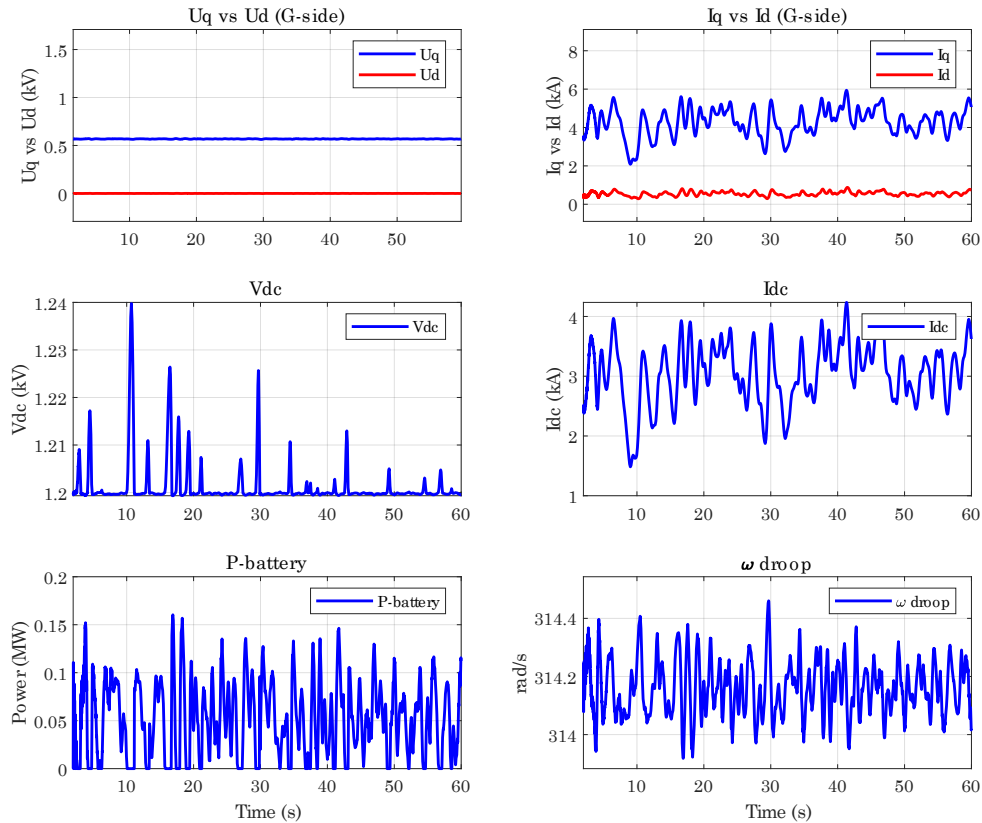 Uq vs Ud (G-side)
Uq vs Ud (kV)
1.5
1
0.5
0
Uq
Ud
10 20 30 40 50
Iq vs Id (G-side)
Iq vs Id (kA)
8
6
4
2
0
Iq
Id
10 20 30 40 50 60
Vdc
Vdc (kV)
1.24
1.23
1.22
1.21
1.2
Vdc
10 20 30 40 50 60
Idc
Idc (kA)
4
3
2
1
Idc
10 20 30 40 50 60
P-battery
Power (MW)
0.2
0.15
0.1
0.05
0
P-battery
10 20 30 40 50 60
Time (s)
ω droop
rad/s
314.4
314.2
314
ω droop
10 20 30 40 50 60
Time (s)